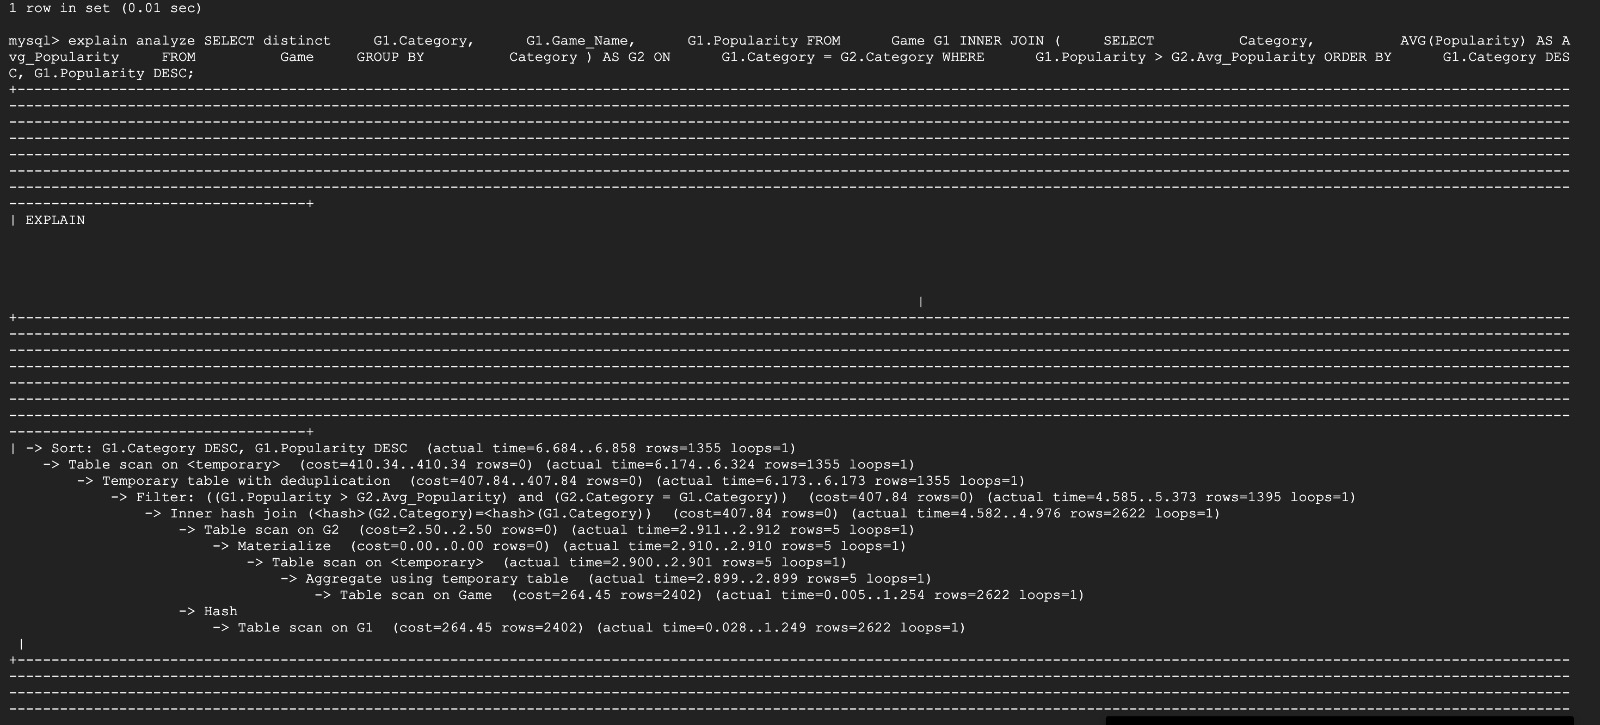 1 row in set (0.01 sec)
mysql> explain analyze SELECT distinct     G1.Category,      G1.Game_Name,      G1.Popularity FROM      Game G1 INNER JOIN (     SELECT          Category,          AVG(Popularity) AS A
vg_Popularity     FROM          Game     GROUP BY          Category ) AS G2 ON      G1.Category = G2.Category WHERE      G1.Popularity > G2.Avg_Popularity ORDER BY      G1.Category DES
C, G1.Popularity DESC;
| EXPLAIN
|
| -> Sort: G1.Category DESC, G1.Popularity DESC  (actual time=6.684..6.858 rows=1355 loops=1)
    -> Table scan on <temporary>  (cost=410.34..410.34 rows=0) (actual time=6.174..6.324 rows=1355 loops=1)
        -> Temporary table with deduplication  (cost=407.84..407.84 rows=0) (actual time=6.173..6.173 rows=1355 loops=1)
            -> Filter: ((G1.Popularity > G2.Avg_Popularity) and (G2.Category = G1.Category))  (cost=407.84 rows=0) (actual time=4.585..5.373 rows=1395 loops=1)
                -> Inner hash join (<hash>(G2.Category)=<hash>(G1.Category))  (cost=407.84 rows=0) (actual time=4.582..4.976 rows=2622 loops=1)
                    -> Table scan on G2  (cost=2.50..2.50 rows=0) (actual time=2.911..2.912 rows=5 loops=1)
                        -> Materialize  (cost=0.00..0.00 rows=0) (actual time=2.910..2.910 rows=5 loops=1)
                            -> Table scan on <temporary>  (actual time=2.900..2.901 rows=5 loops=1)
                                -> Aggregate using temporary table  (actual time=2.899..2.899 rows=5 loops=1)
                                    -> Table scan on Game  (cost=264.45 rows=2402) (actual time=0.005..1.254 rows=2622 loops=1)
                    -> Hash
                        -> Table scan on G1  (cost=264.45 rows=2402) (actual time=0.028..1.249 rows=2622 loops=1)
 |